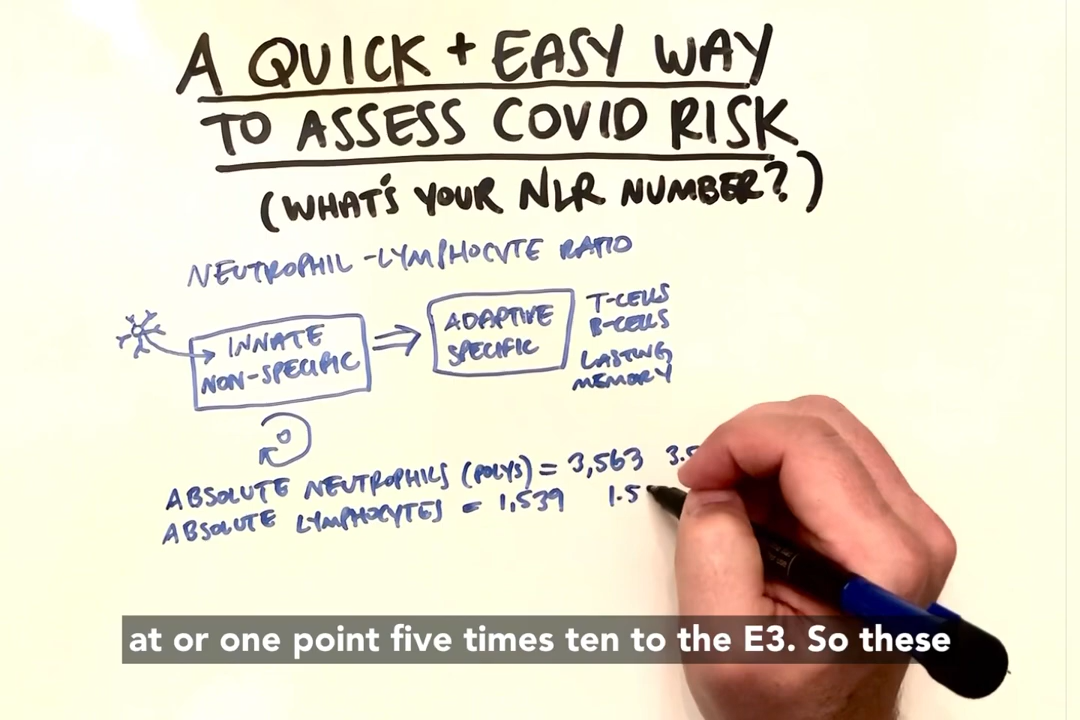 A QUICK + EASY WAY
TO ASSESS COVID RISK
(WHAT'S YOUR NLR NUMBER?)
NEUTROPHIL-LYMPHOCYTE RATIO
INNATE
NON-SPECIFIC
ADAPTIVE
SPECIFIC
T-CELLS
B-CELLS
LASTING
MEMORY
ABSOLUTE NEUTROPHILS (POLYS) = 3,563 3.5
ABSOLUTE LYMPHOCYTES = 1,539 1.5
at or one point five times ten to the E3. So these